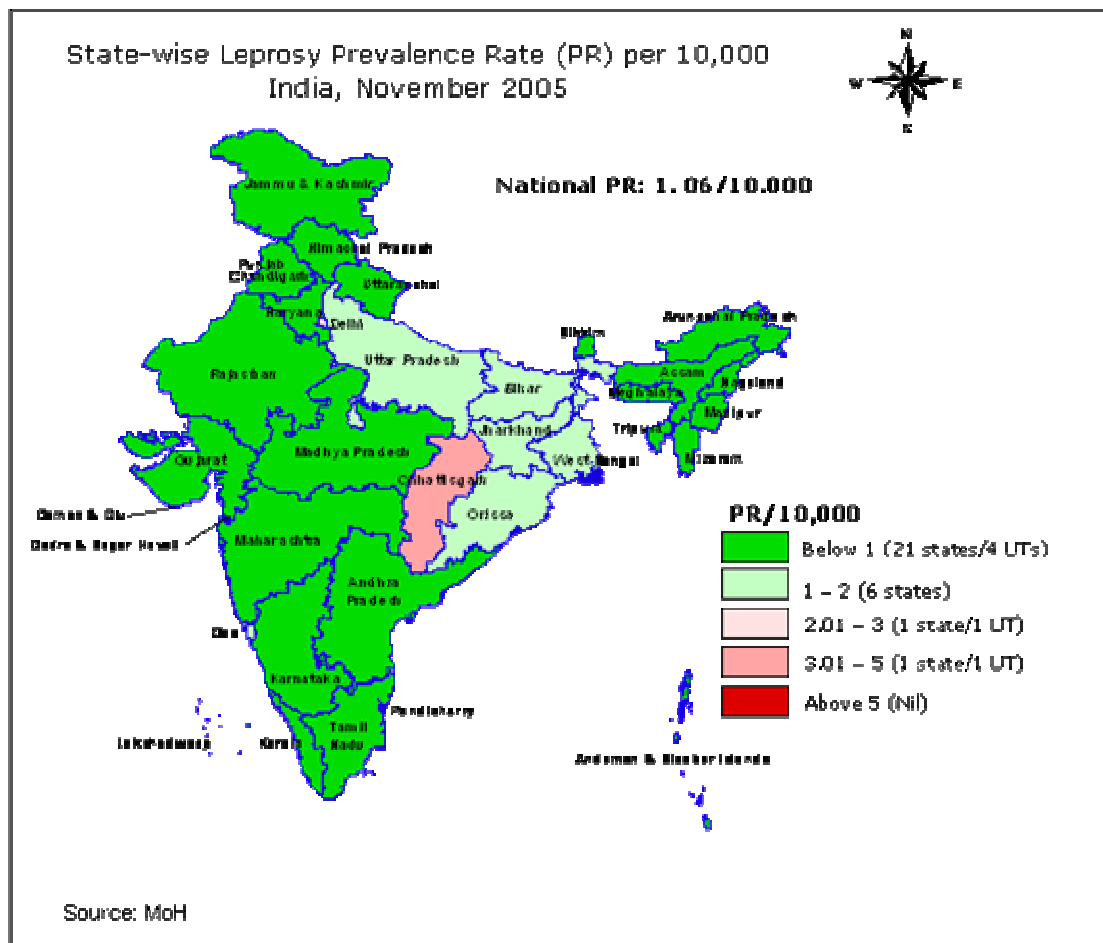 State-wise Leprosy Prevalence Rate (PR) per 10,000
India, November 2005
N
W
E
S
National PR: 1.06/10.000
Jammu & Kashmir
Himachal Pradesh
Punjab
Chandigarh
Uttaranchal
Haryana
Delhi
Sikkim
Arunachal Pradesh
Uttar Pradesh
Rajasthan
Assam
Nagaland
Bihar
Meghalaya
Manipur
Jharkhand
Tripura
Mizoram
Gujarat
Madhya Pradesh
West Bengal
Chhattisgarh
Orissa
Daman & Diu
Dadra & Nagar Haveli
Maharashtra
Andhra
Pradesh
Goa
Karnataka
Pondicherry
Lakshadweep
Kerala
Tamil
Nadu
Andaman & Nicobar Islands
PR/10,000
Below 1 (21 states/4 UTs)
1 - 2 (6 states)
2.01 - 3 (1 state/1 UT)
3.01 - 5 (1 state/1 UT)
Above 5 (Nil)
Source: MoH